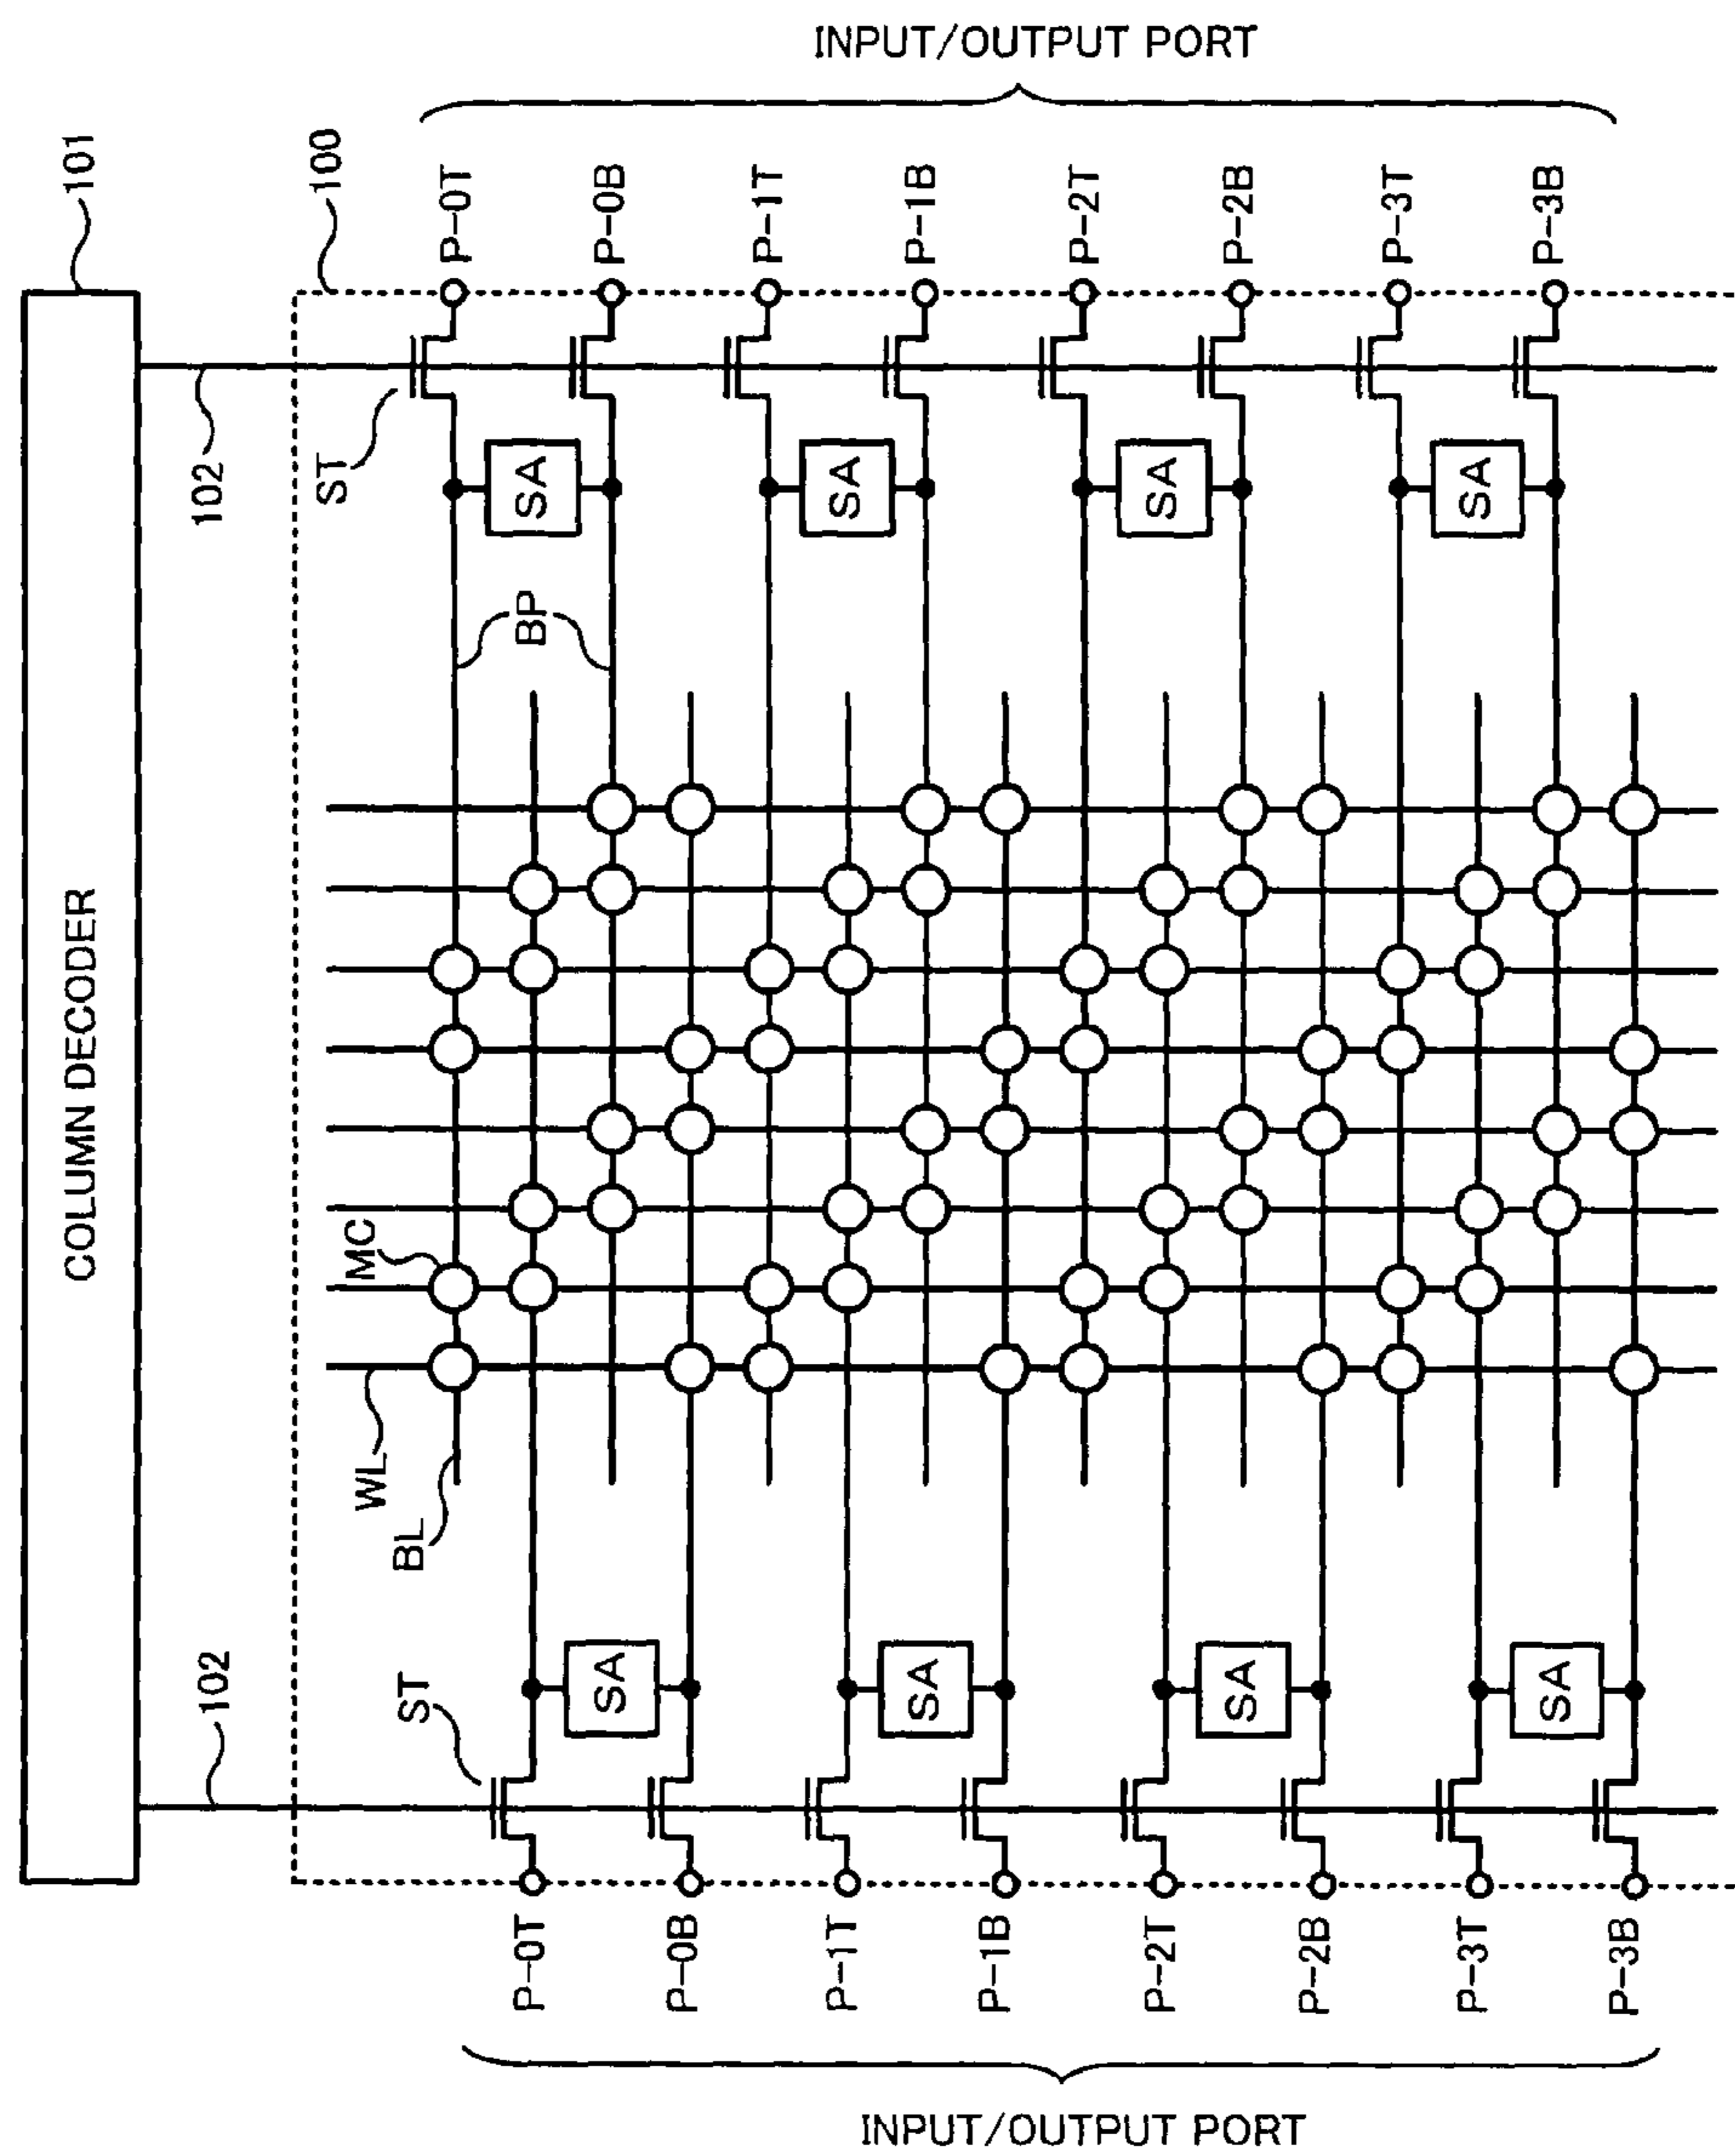 INPUT/OUTPUT PORT
101
100
P-0T
P-0B
P-1T
P-1B
P-2T
P-2B
P-3T
P-3B
102
ST
SA
SA
SA
SA
BP
COLUMN DECODER
MC
WL
BL
102
ST
SA
SA
SA
SA
P-0T
P-0B
P-1T
P-1B
P-2T
P-2B
P-3T
P-3B
INPUT/OUTPUT PORT